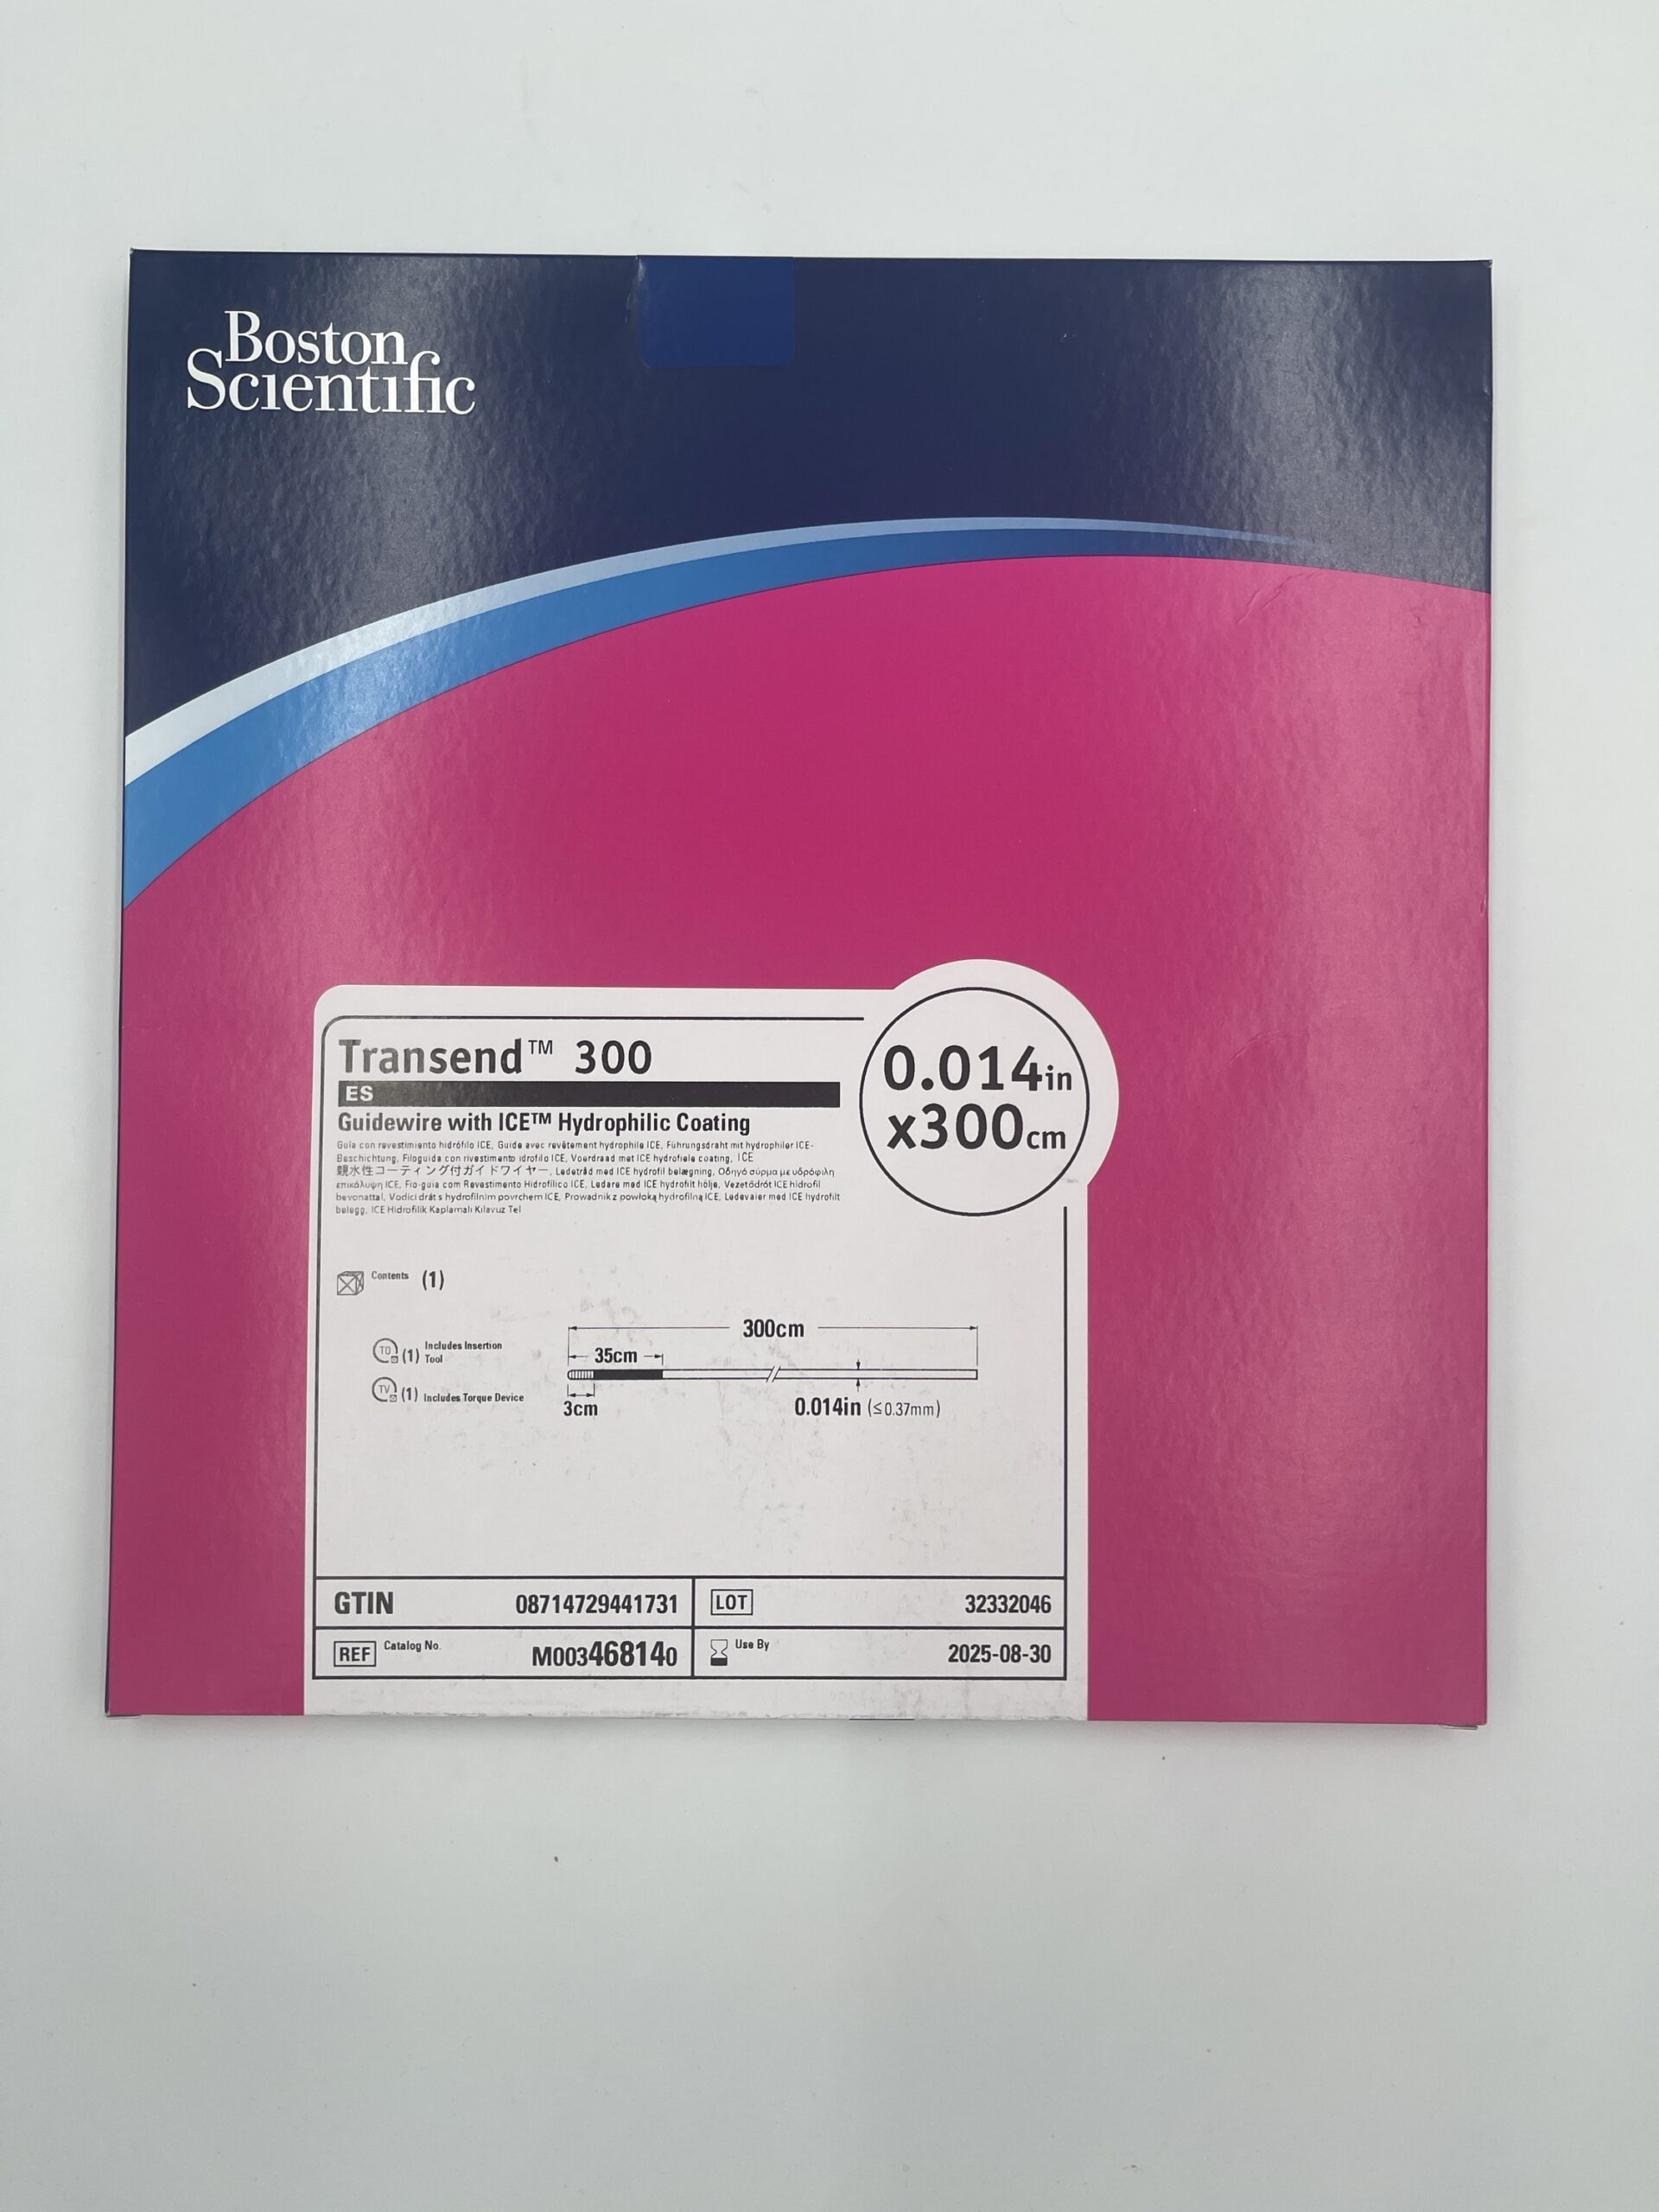 Boston
Scientific
Transend™ 300
ES
Guidewire with ICE™ Hydrophilic Coating
Guía con revestimiento hidrófilo ICE, Guide avec revêtement hydrophile ICE, Führungsdraht mit hydrophiler ICE-
Beschichtung, Filoguida con rivestimento idrofilo ICE, Voerdraad met ICE hydrofiele coating, ICE
親水性コーティング付ガイドワイヤー, Ledetråd med ICE hydrofil belægning, Οδηγό σύρμα με υδρόφιλη
επικάλυψη ICE, Fio-guia com Revestimento Hidrofílico ICE, Ledare med ICE hydrofilt hölje, Vezetődrót ICE hidrofil
bevonattal, Vodicí drát s hydrofilním povrchem ICE, Prowadnik z powłoką hydrofilną ICE, Ledevaier med ICE hydrofilt
belegg, ICE Hidrofilik Kaplamalı Kılavuz Tel
0.014in
x300cm
Contents (1)
TO (1) Includes Insertion
Tool
TV (1) Includes Torque Device
300cm
35cm
3cm
0.014in (≤0.37mm)
GTIN 08714729441731
LOT 32332046
REF Catalog No. M003468140
Use By 2025-08-30